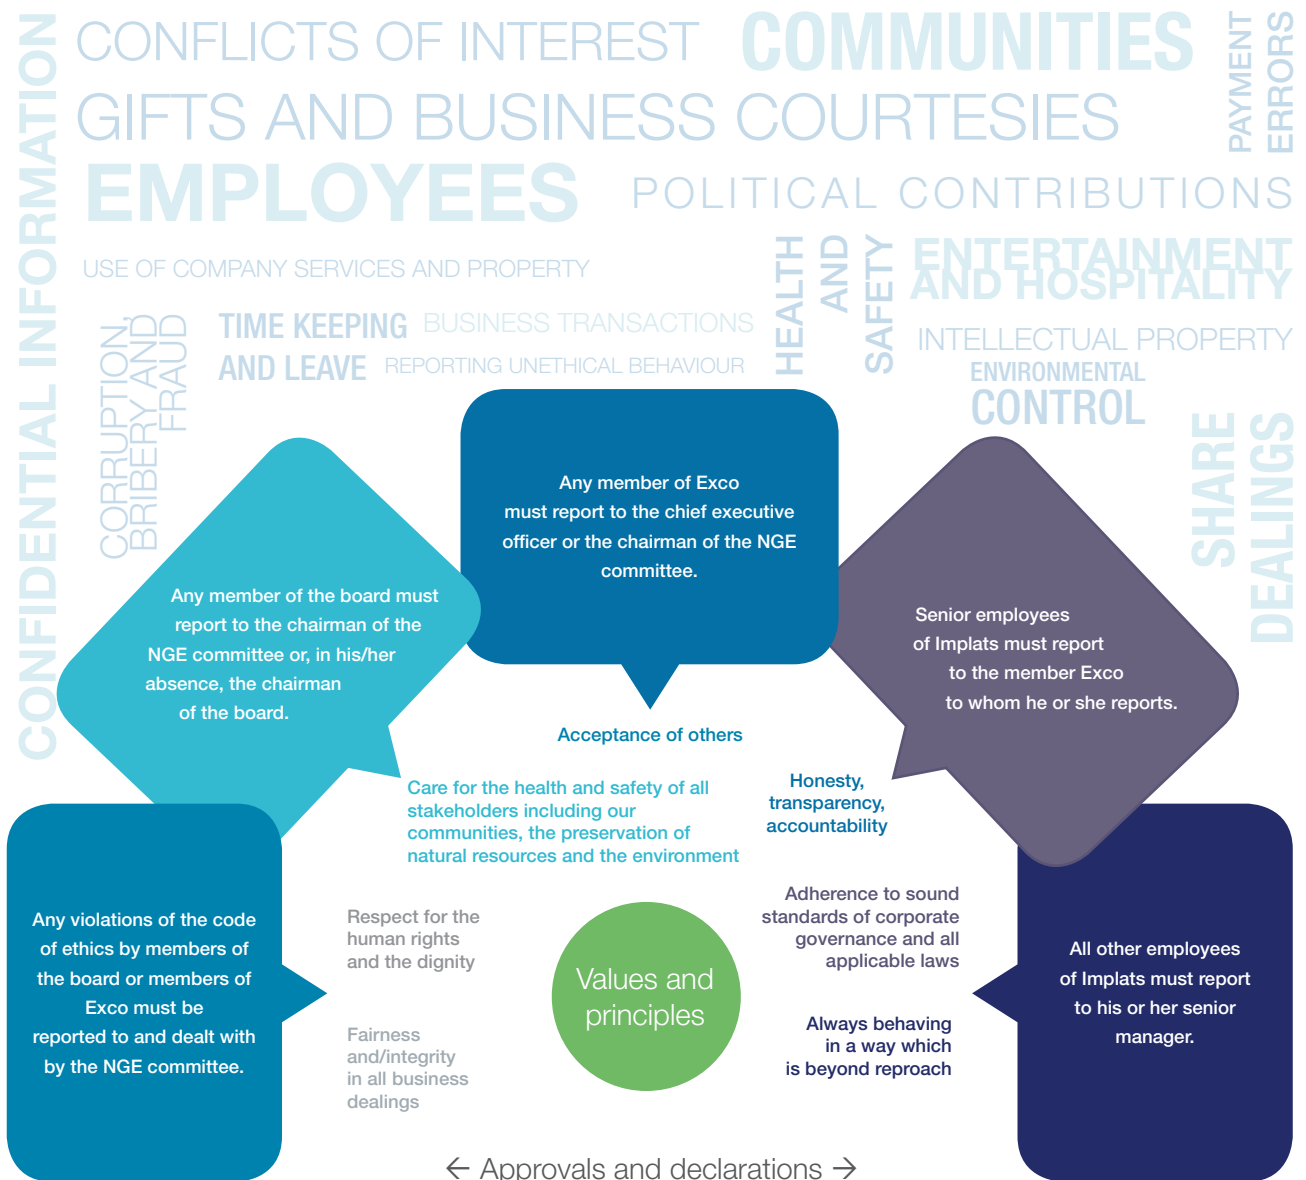 CONFIDENTIAL INFORMATION
CONFLICTS OF INTEREST
COMMUNITIES
PAYMENT
ERRORS
GIFTS AND BUSINESS COURTESIES
EMPLOYEES
POLITICAL CONTRIBUTIONS
USE OF COMPANY SERVICES AND PROPERTY
HEALTH
AND
SAFETY
ENTERTAINMENT
AND HOSPITALITY
CORRUPTION,
BRIBERY AND
FRAUD
TIME KEEPING
AND LEAVE
BUSINESS TRANSACTIONS
REPORTING UNETHICAL BEHAVIOUR
INTELLECTUAL PROPERTY
ENVIRONMENTAL
CONTROL
SHARE
DEALINGS
Any member of Exco
must report to the chief executive
officer or the chairman of the NGE
committee.
Any member of the board must
report to the chairman of the
NGE committee or, in his/her
absence, the chairman
of the board.
Senior employees
of Implats must report
to the member Exco
to whom he or she reports.
Acceptance of others
Care for the health and safety of all
stakeholders including our
communities, the preservation of
natural resources and the environment
Honesty,
transparency,
accountability
Any violations of the code
of ethics by members of
the board or members of
Exco must be
reported to and dealt with
by the NGE committee.
Respect for the
human rights
and the dignity
Fairness
and/integrity
in all business
dealings
Values and
principles
Adherence to sound
standards of corporate
governance and all
applicable laws
Always behaving
in a way which
is beyond reproach
All other employees
of Implats must report
to his or her senior
manager.
← Approvals and declarations →